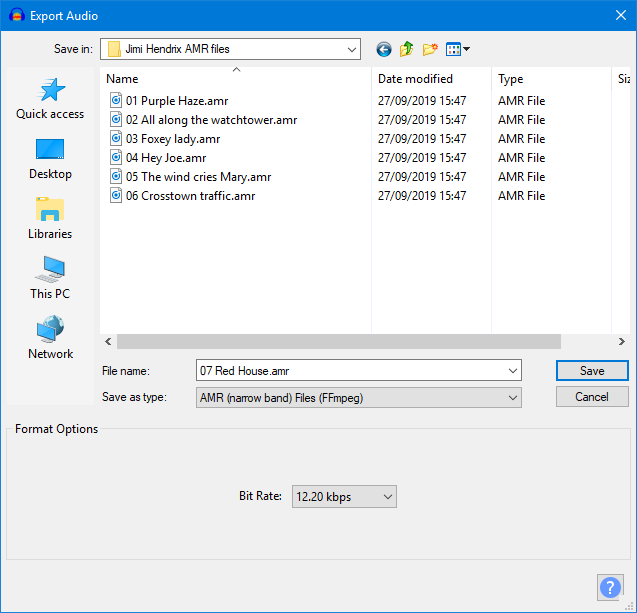 Export Audio
Save in: Jimi Hendrix AMR files
Name Date modified Type Siz
01 Purple Haze.amr 27/09/2019 15:47 AMR File
02 All along the watchtower.amr 27/09/2019 15:47 AMR File
03 Foxey lady.amr 27/09/2019 15:47 AMR File
04 Hey Joe.amr 27/09/2019 15:47 AMR File
05 The wind cries Mary.amr 27/09/2019 15:47 AMR File
06 Crosstown traffic.amr 27/09/2019 15:47 AMR File
Quick access
Desktop
Libraries
This PC
Network
File name: 07 Red House.amr Save
Save as type: AMR (narrow band) Files (FFmpeg) Cancel
Format Options
Bit Rate: 12.20 kbps
?